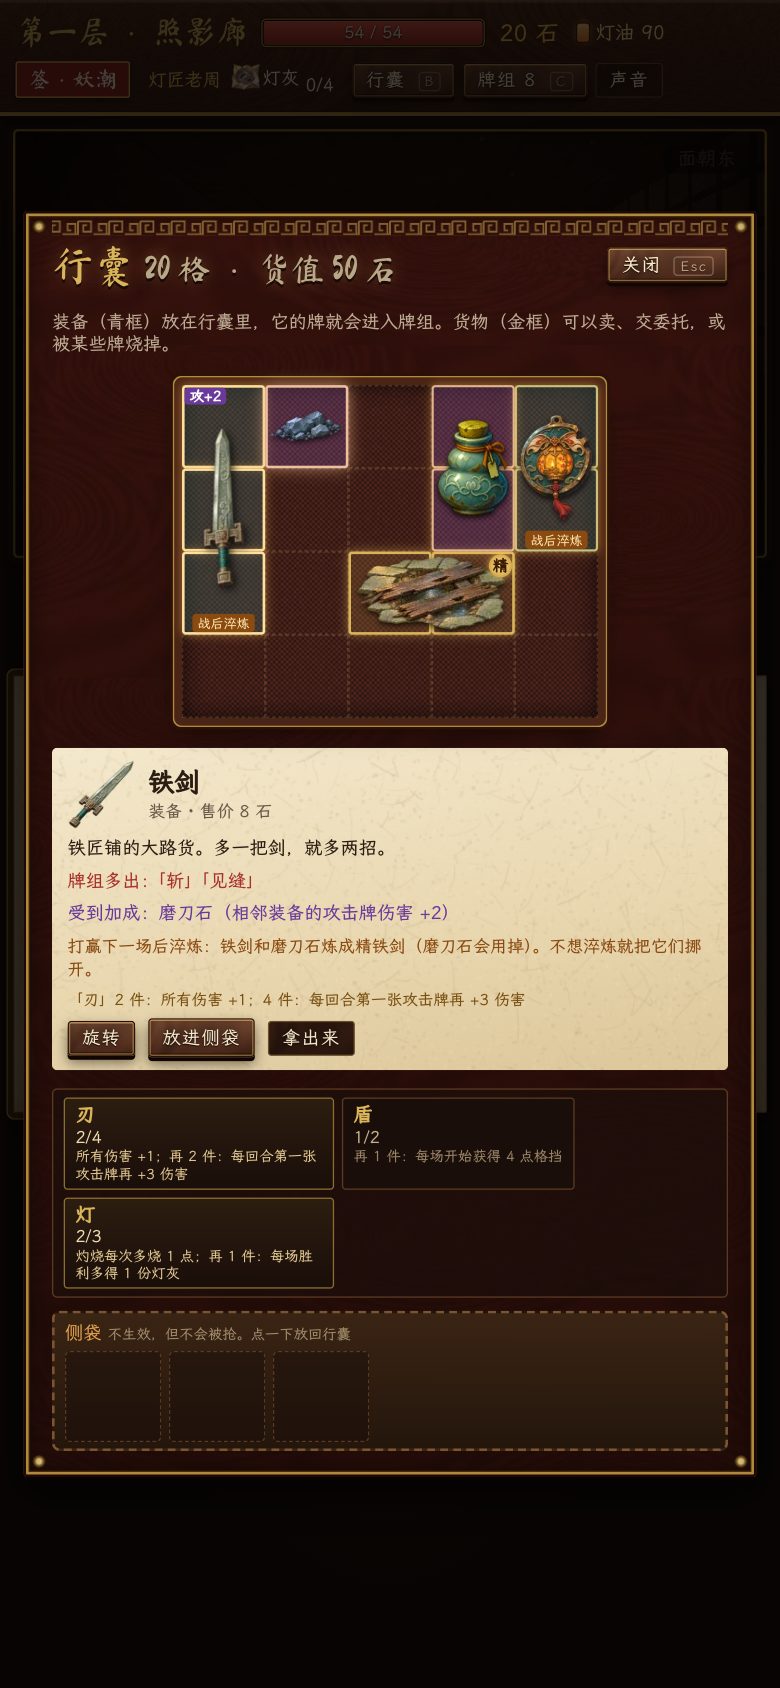 第一层 · 照影廊 54 / 54 20 石 灯油 90
签 · 妖潮 灯匠老周 灯灰 0/4 行囊 B 牌组 8 C 声音
面朝东
行囊 20 格 · 货值 50 石 关闭 Esc
装备（青框）放在行囊里，它的牌就会进入牌组。货物（金框）可以卖、交委托，或
被某些牌烧掉。
攻+2
战后淬炼
精
战后淬炼
铁剑
装备 · 售价 8 石
铁匠铺的大路货。多一把剑，就多两招。
牌组多出：「斩」「见缝」
受到加成：磨刀石（相邻装备的攻击牌伤害 +2）
打赢下一场后淬炼：铁剑和磨刀石炼成精铁剑（磨刀石会用掉）。不想淬炼就把它们挪
开。
「刃」2 件：所有伤害 +1；4 件：每回合第一张攻击牌再 +3 伤害
旋转 放进侧袋 拿出来
刃
2/4
所有伤害 +1；再 2 件：每回合第一张
攻击牌再 +3 伤害
盾
1/2
再 1 件：每场开始获得 4 点格挡
灯
2/3
灼烧每次多烧 1 点；再 1 件：每场胜
利多得 1 份灯灰
侧袋 不生效，但不会被抢。点一下放回行囊